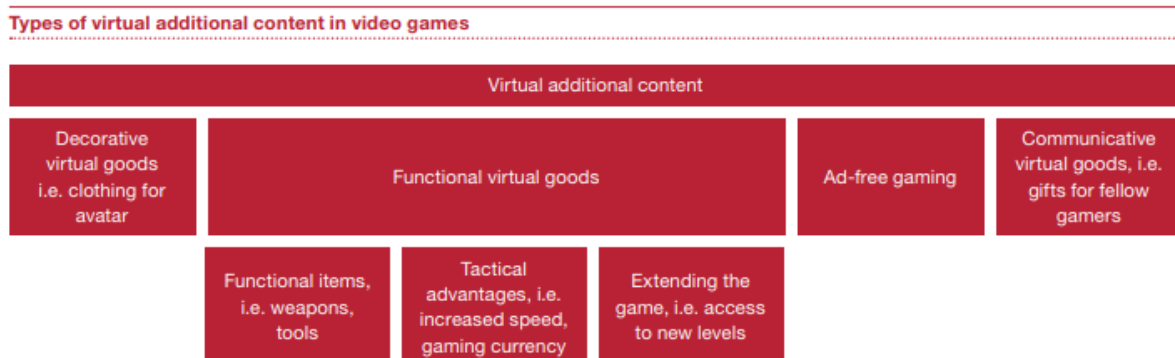 Types of virtual additional content in video games
Virtual additional content
Decorative
virtual goods
i.e. clothing for
avatar
Functional virtual goods
Ad-free gaming
Communicative
virtual goods, i.e.
gifts for fellow
gamers
Functional items,
i.e. weapons,
tools
Tactical
advantages, i.e.
increased speed,
gaming currency
Extending the
game, i.e. access
to new levels